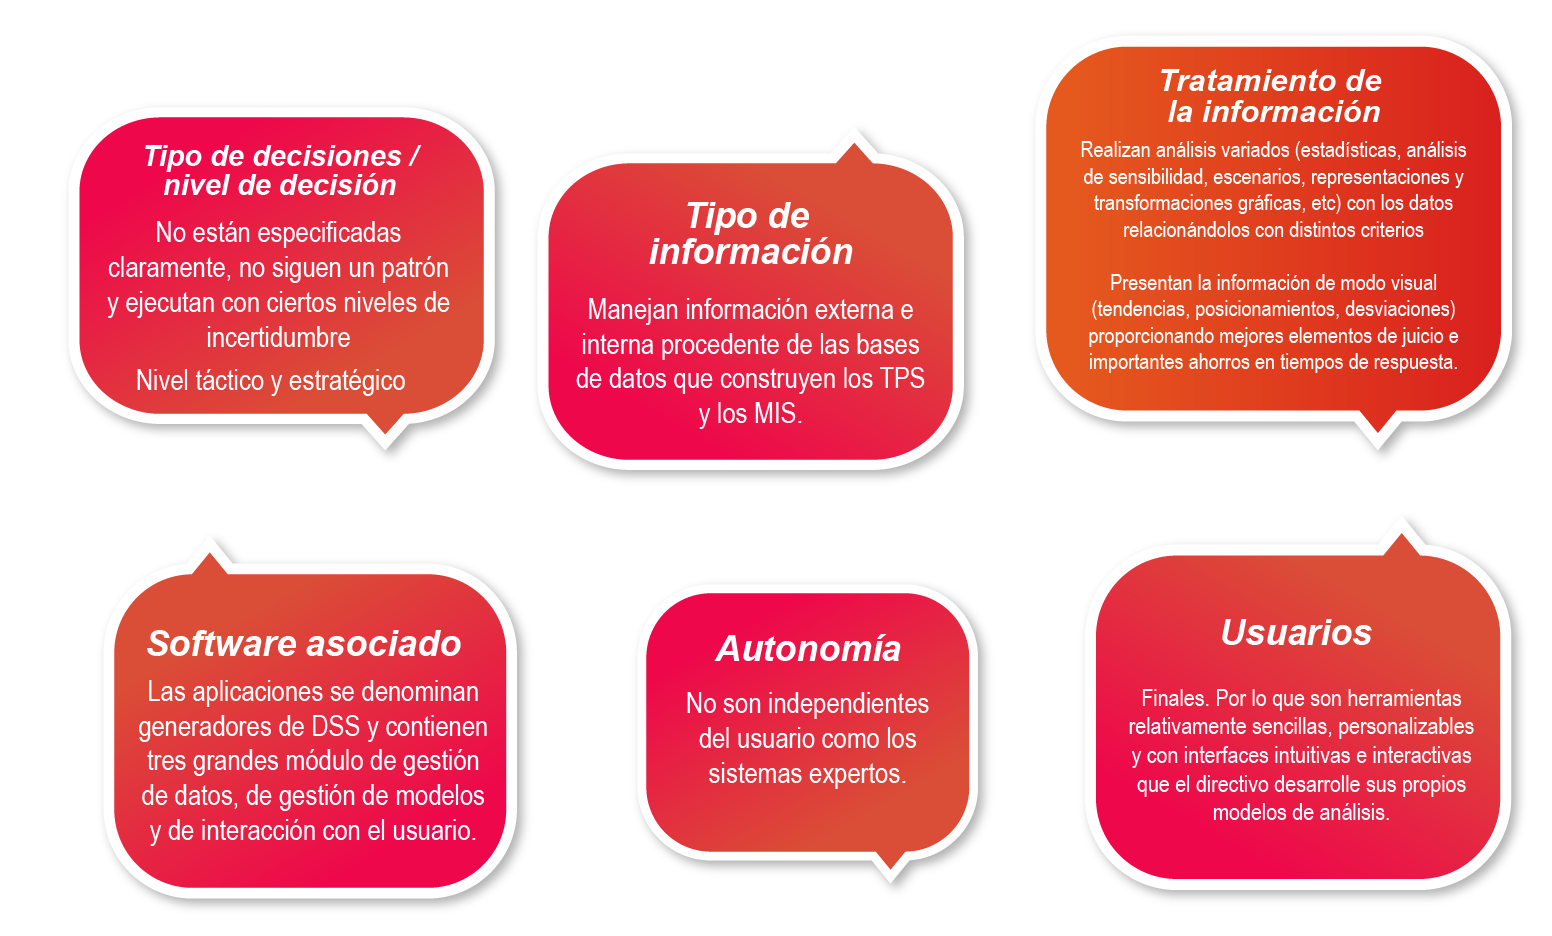 Tipo de decisiones /
nivel de decisión
No están especificadas
claramente, no siguen un patrón
y ejecutan con ciertos niveles de
incertidumbre
Nivel táctico y estratégico
Tipo de
información
Manejan información externa e
interna procedente de las bases
de datos que construyen los TPS
y los MIS.
Tratamiento de
la información
Realizan análisis variados (estadísticas, análisis
de sensibilidad, escenarios, representaciones y
transformaciones gráficas, etc) con los datos
relacionándolos con distintos criterios
Presentan la información de modo visual
(tendencias, posicionamientos, desviaciones)
proporcionando mejores elementos de juicio e
importantes ahorros en tiempos de respuesta.
Software asociado
Las aplicaciones se denominan
generadores de DSS y contienen
tres grandes módulo de gestión
de datos, de gestión de modelos
y de interacción con el usuario.
Autonomía
No son independientes
del usuario como los
sistemas expertos.
Usuarios
Finales. Por lo que son herramientas
relativamente sencillas, personalizables
y con interfaces intuitivas e interactivas
que el directivo desarrolle sus propios
modelos de análisis.